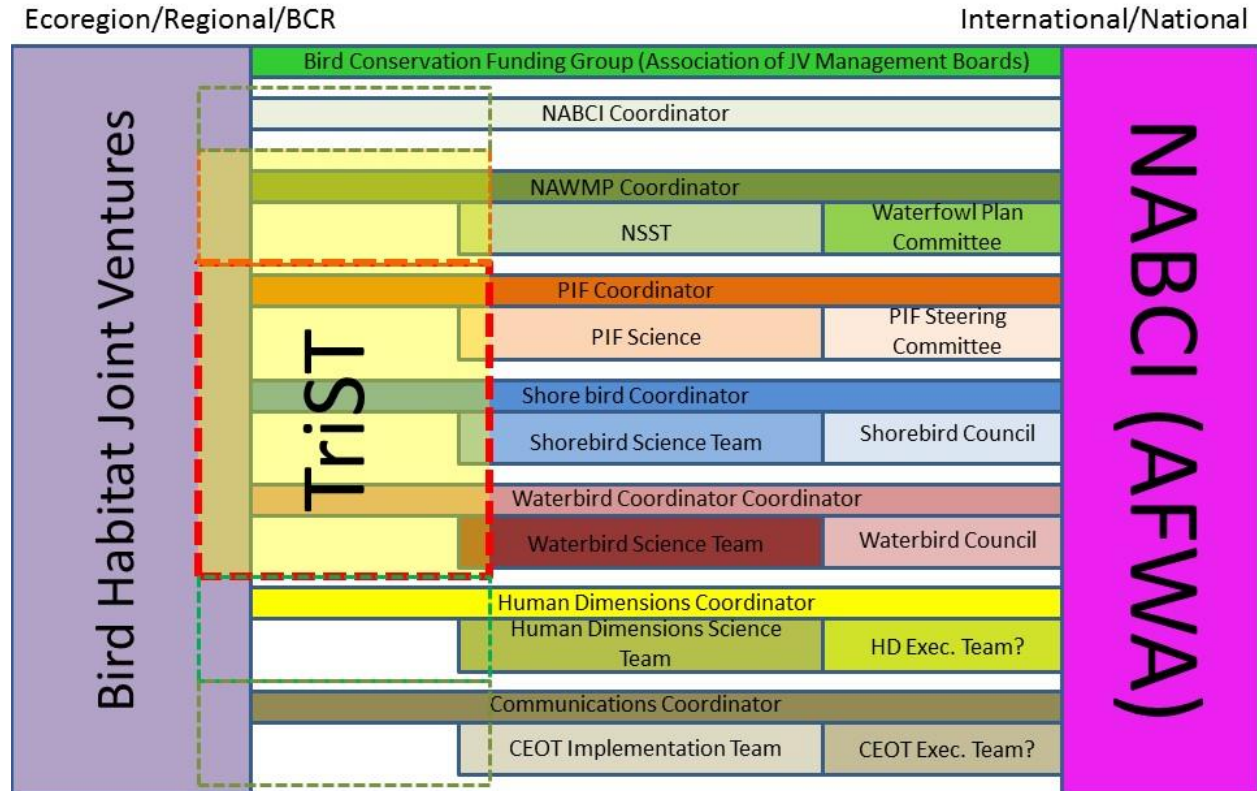 Ecoregion/Regional/BCR
International/National
Bird Habitat Joint Ventures
Bird Conservation Funding Group (Association of JV Management Boards)
NABCI Coordinator
NAWMP Coordinator
NSST
Waterfowl Plan
Committee
PIF Coordinator
PIF Science
PIF Steering
Committee
TriST
Shore bird Coordinator
Shorebird Science Team
Shorebird Council
Waterbird Coordinator Coordinator
Waterbird Science Team
Waterbird Council
Human Dimensions Coordinator
Human Dimensions Science
Team
HD Exec. Team?
Communications Coordinator
CEOT Implementation Team
CEOT Exec. Team?
NABCI (AFWA)